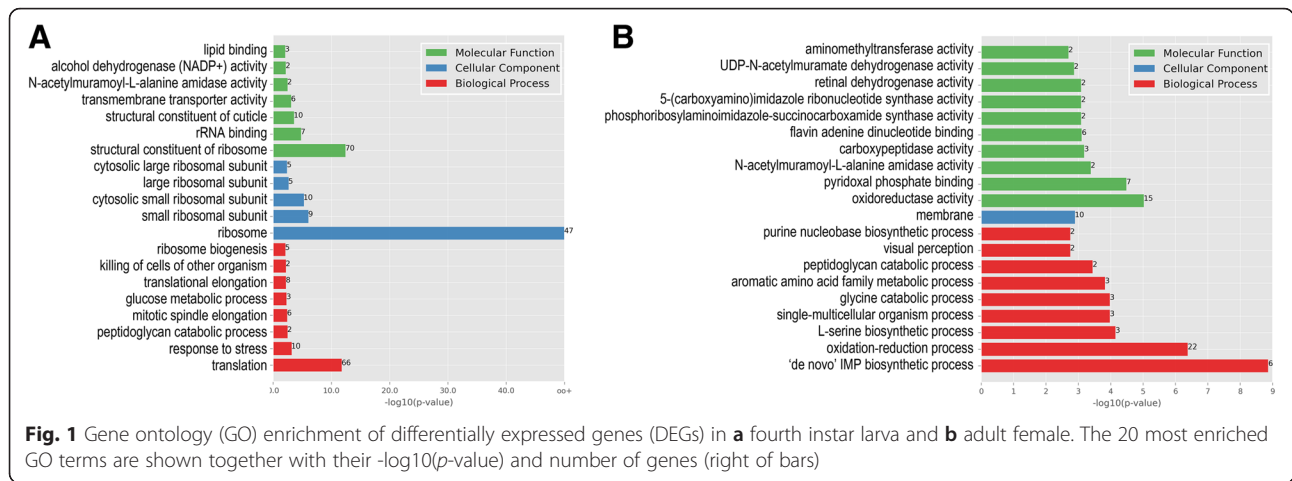 A
lipid binding 3
alcohol dehydrogenase (NADP+) activity 2
N-acetylmuramoyl-L-alanine amidase activity 2
transmembrane transporter activity 6
structural constituent of cuticle 10
rRNA binding 7
structural constituent of ribosome 70
cytosolic large ribosomal subunit 5
large ribosomal subunit 5
cytosolic small ribosomal subunit 10
small ribosomal subunit 9
ribosome 47
ribosome biogenesis 5
killing of cells of other organism 2
translational elongation 8
glucose metabolic process 3
mitotic spindle elongation 6
peptidoglycan catabolic process 2
response to stress 10
translation 66
Molecular Function
Cellular Component
Biological Process
0.0 10.0 20.0 30.0 40.0 oo+
-log10(p-value)
B
aminomethyltransferase activity 2
UDP-N-acetylmuramate dehydrogenase activity 2
retinal dehydrogenase activity 2
5-(carboxyamino)imidazole ribonucleotide synthase activity 2
phosphoribosylaminoimidazole-succinocarboxamide synthase activity 2
flavin adenine dinucleotide binding 6
carboxypeptidase activity 3
N-acetylmuramoyl-L-alanine amidase activity 2
pyridoxal phosphate binding 7
oxidoreductase activity 15
membrane 10
purine nucleobase biosynthetic process 2
visual perception 2
peptidoglycan catabolic process 2
aromatic amino acid family metabolic process 3
glycine catabolic process 3
single-multicellular organism process 3
L-serine biosynthetic process 3
oxidation-reduction process 22
‘de novo’ IMP biosynthetic process 6
Molecular Function
Cellular Component
Biological Process
0 1 2 3 4 5 6 7 8 9
-log10(p-value)
Fig. 1 Gene ontology (GO) enrichment of differentially expressed genes (DEGs) in a fourth instar larva and b adult female. The 20 most enriched
GO terms are shown together with their -log10(p-value) and number of genes (right of bars)